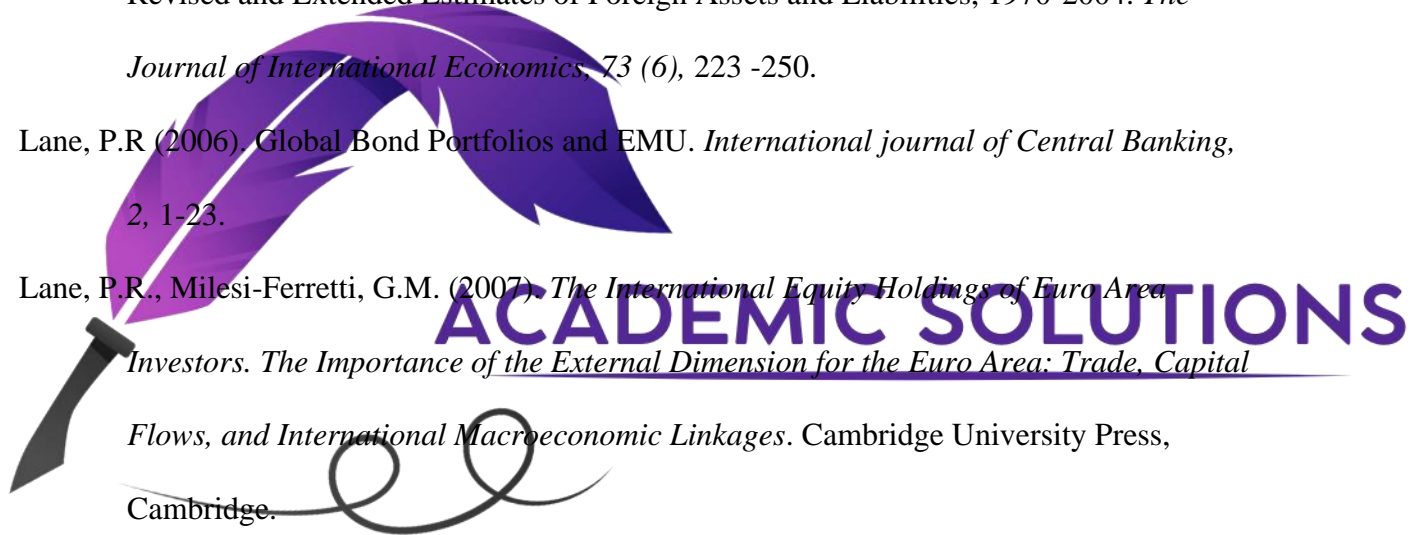 Revised and Extended Estimates of Foreign Assets and Liabilities, 1970-2004. The
Journal of International Economics, 73 (6), 223 -250.
Lane, P.R (2006). Global Bond Portfolios and EMU. International journal of Central Banking,
2, 1-23.
Lane, P.R., Milesi-Ferretti, G.M. (2007). The International Equity Holdings of Euro Area
ACADEMIC SOLUTIONS
Investors. The Importance of the External Dimension for the Euro Area: Trade, Capital
Flows, and International Macroeconomic Linkages. Cambridge University Press,
Cambridge.